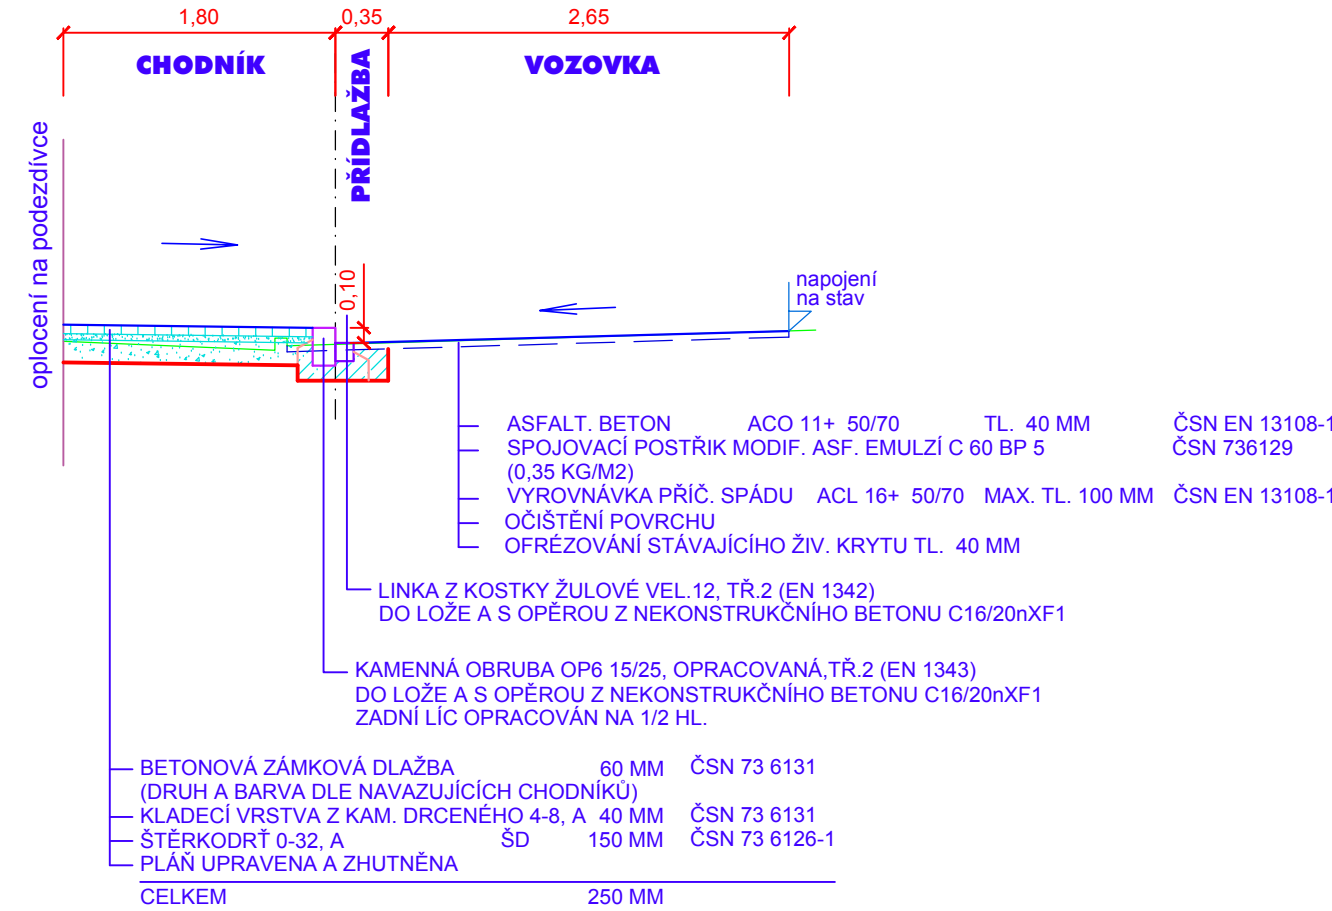 1,80 0,35 2,65
CHODNÍK
PŘÍDLAŽBA
VOZOVKA
oplocení na podezdívce
0,10
napojení
na stav
ASFALT. BETON ACO 11+ 50/70 TL. 40 MM ČSN EN 13108-1
SPOJOVACÍ POSTŘIK MODIF. ASF. EMULZÍ C 60 BP 5 ČSN 736129
(0,35 KG/M2)
VYROVNÁVKA PŘÍČ. SPÁDU ACL 16+ 50/70 MAX. TL. 100 MM ČSN EN 13108-1
OČIŠTĚNÍ POVRCHU
OFRÉZOVÁNÍ STÁVAJÍCÍHO ŽIV. KRYTU TL. 40 MM
LINKA Z KOSTKY ŽULOVÉ VEL.12, TŘ.2 (EN 1342)
DO LOŽE A S OPĚROU Z NEKONSTRUKČNÍHO BETONU C16/20nXF1
KAMENNÁ OBRUBA OP6 15/25, OPRACOVANÁ,TŘ.2 (EN 1343)
DO LOŽE A S OPĚROU Z NEKONSTRUKČNÍHO BETONU C16/20nXF1
ZADNÍ LÍC OPRACOVÁN NA 1/2 HL.
BETONOVÁ ZÁMKOVÁ DLAŽBA 60 MM ČSN 73 6131
(DRUH A BARVA DLE NAVAZUJÍCÍCH CHODNÍKŮ)
KLADECÍ VRSTVA Z KAM. DRCENÉHO 4-8, A 40 MM ČSN 73 6131
ŠTĚRKODRŤ 0-32, A ŠD 150 MM ČSN 73 6126-1
PLÁŇ UPRAVENA A ZHUTNĚNA
CELKEM 250 MM